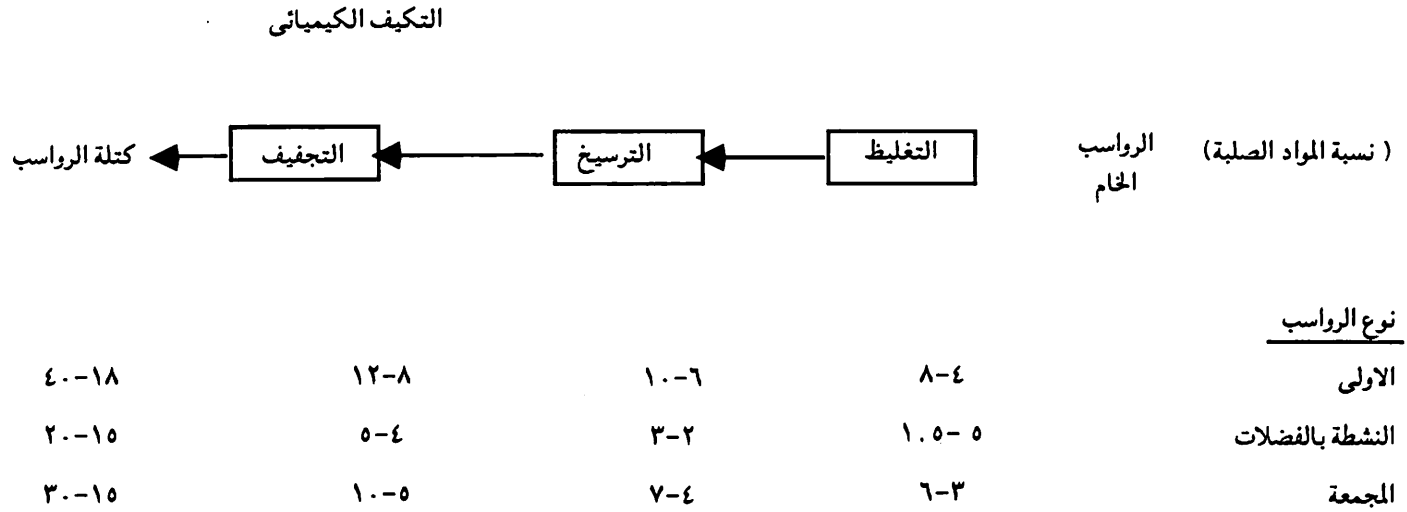 التكيف الكيميائى
( نسبة المواد الصلبة) الرواسب الخام التغليظ الترسيخ التجفيف كتلة الرواسب
نوع الرواسب
الاولى ٤-٨ ٦-١٠ ٨-١٢ ١٨-٤٠
النشطة بالفضلات ٥ -١.٥ ٢-٣ ٤-٥ ١٥-٢٠
المجمعة ٣-٦ ٤-٧ ٥-١٠ ١٥-٣٠